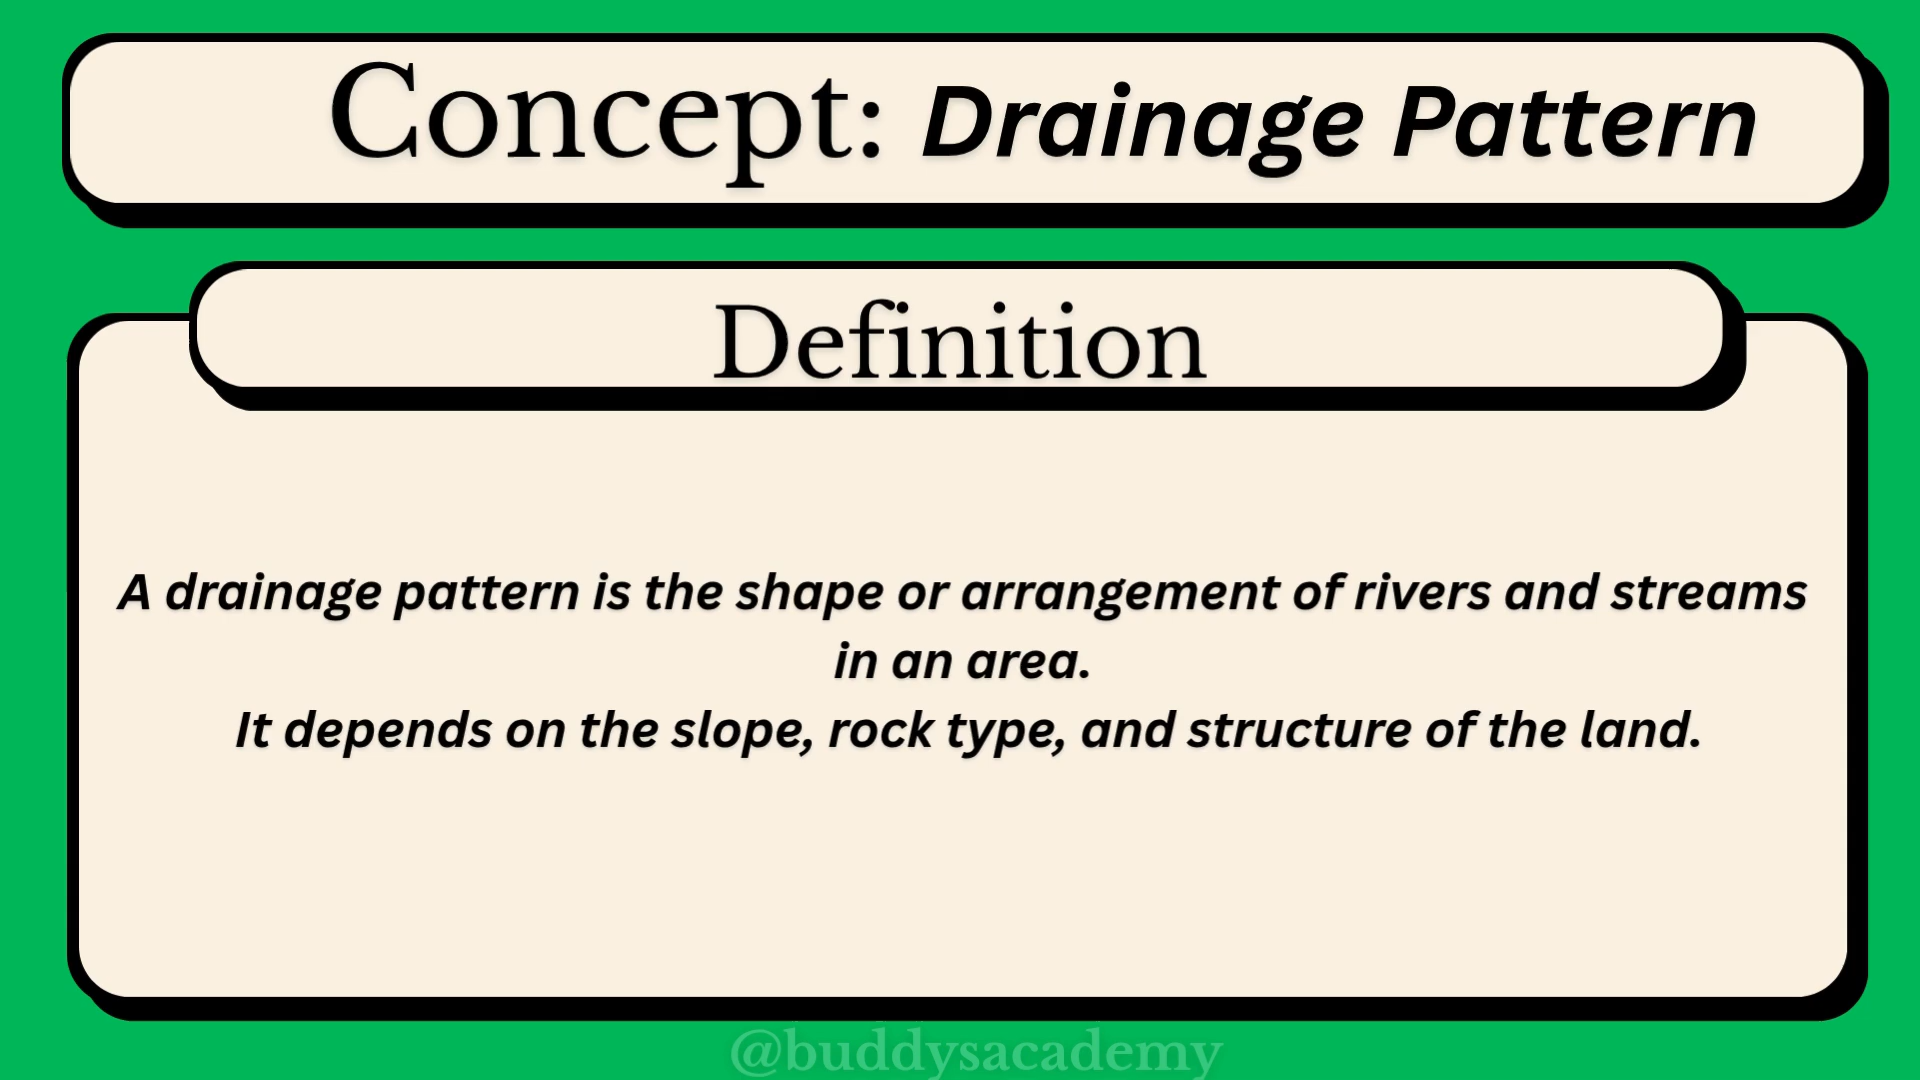 Concept: Drainage Pattern
Definition
A drainage pattern is the shape or arrangement of rivers and streams
in an area.
It depends on the slope, rock type, and structure of the land.
@buddysacademy